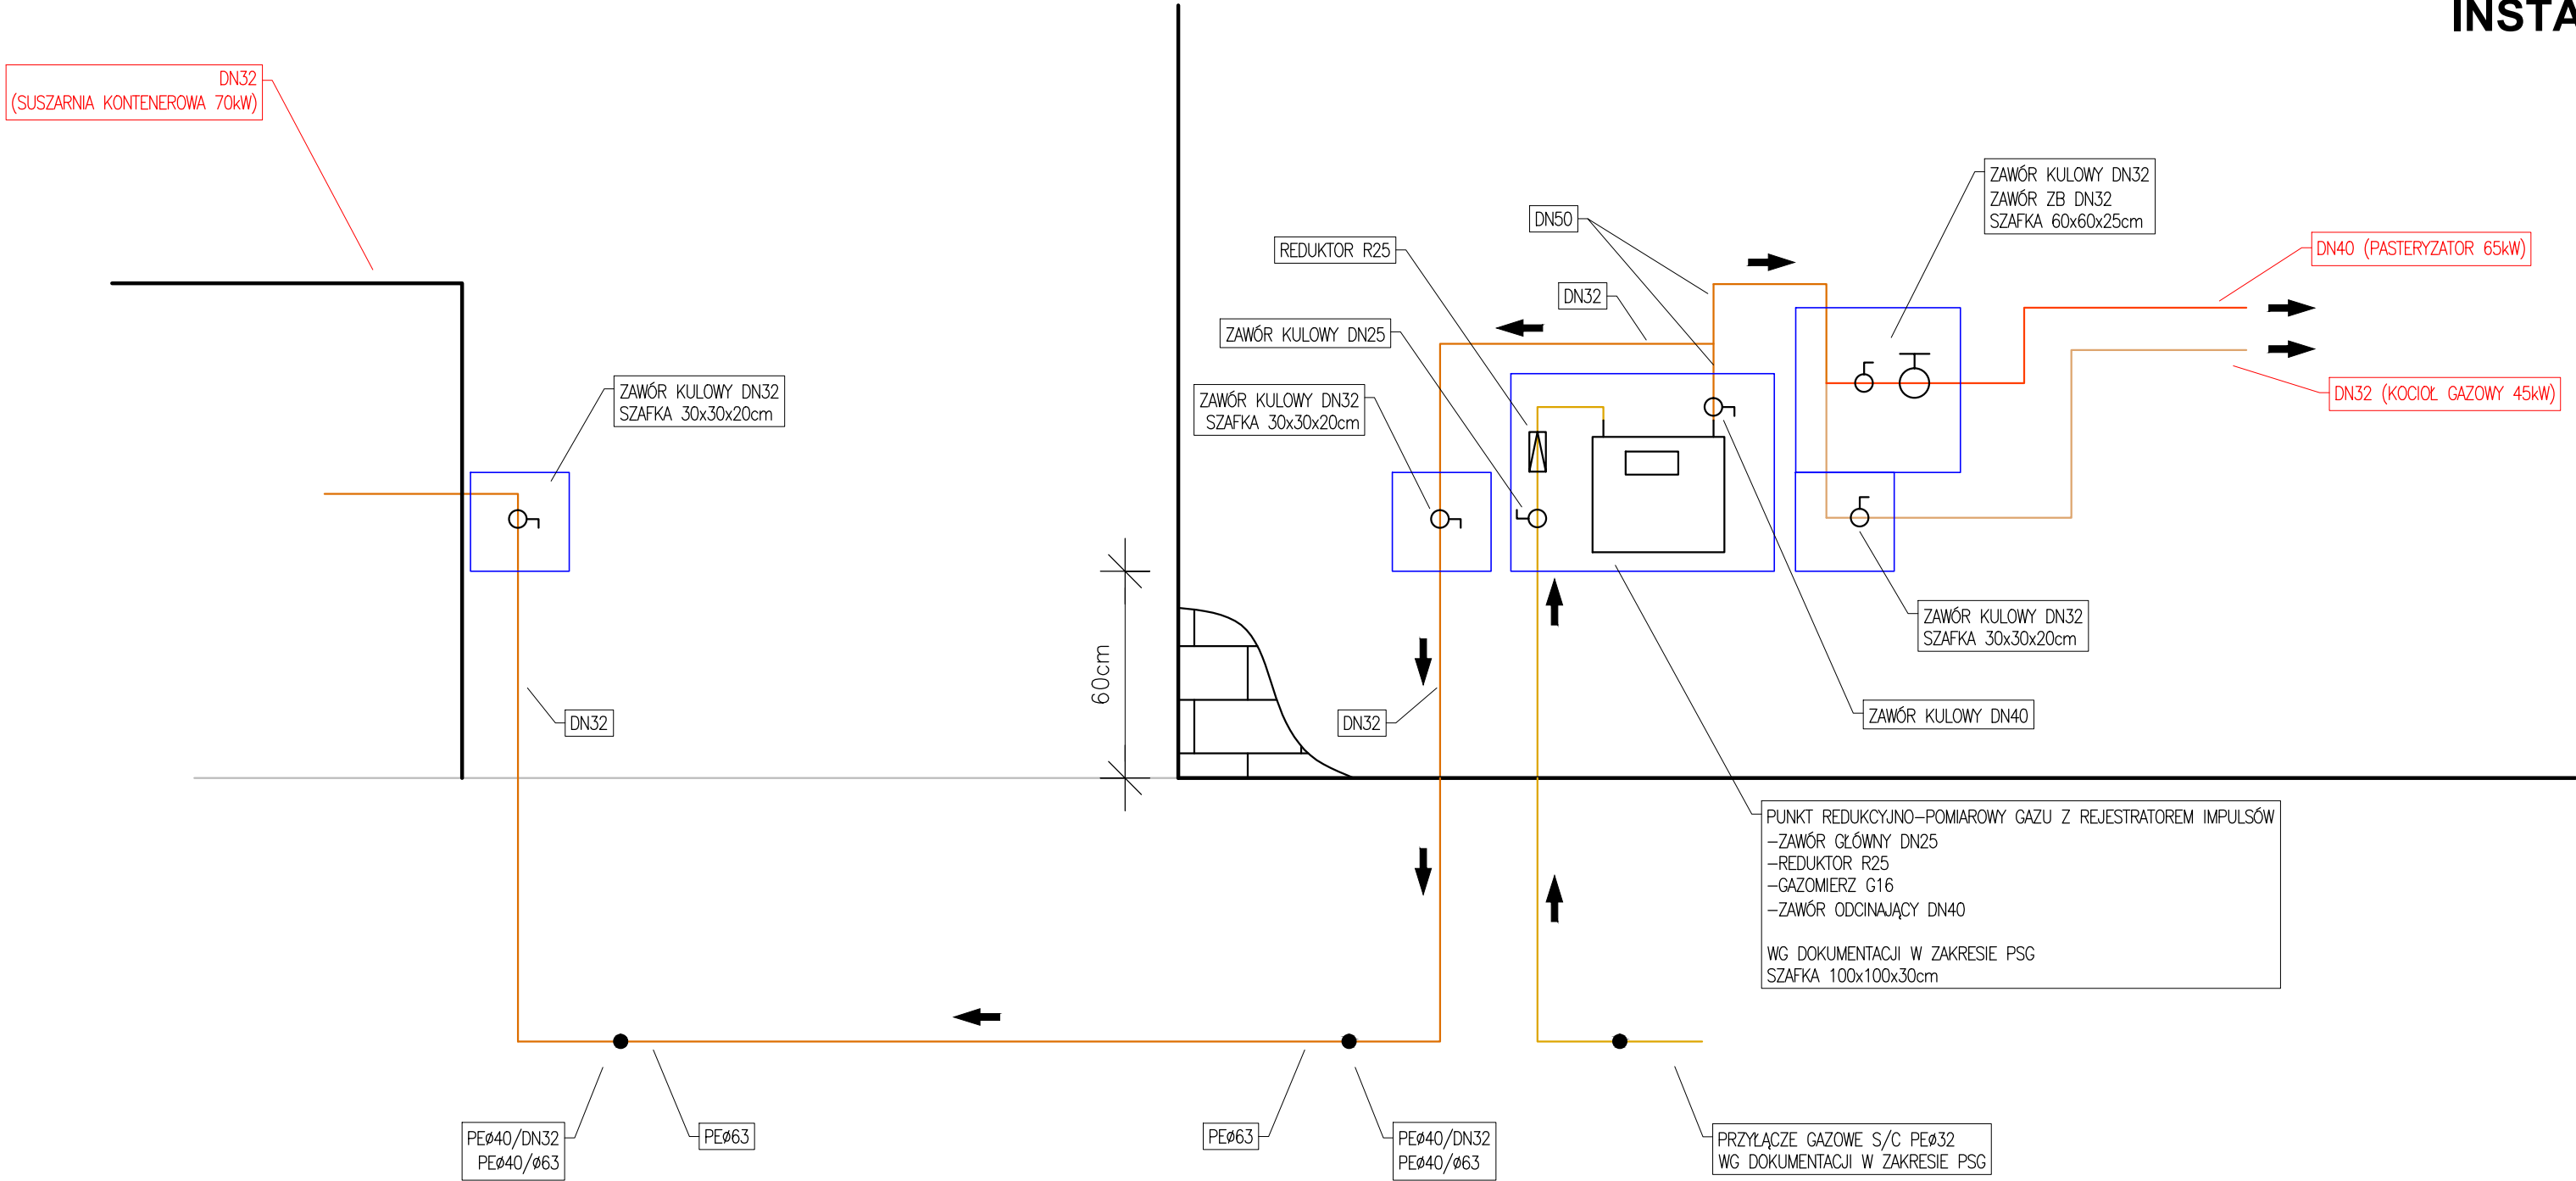 INSTA
DN32
(SUSZARNIA KONTENEROWA 70kW)
ZAWÓR KULOWY DN32
ZAWÓR ZB DN32
SZAFKA 60x60x25cm
DN50
REDUKTOR R25
DN40 (PASTERYZATOR 65kW)
DN32
ZAWÓR KULOWY DN25
ZAWÓR KULOWY DN32
SZAFKA 30x30x20cm
ZAWÓR KULOWY DN32
SZAFKA 30x30x20cm
DN32 (KOCIOŁ GAZOWY 45kW)
ZAWÓR KULOWY DN32
SZAFKA 30x30x20cm
60cm
DN32
DN32
ZAWÓR KULOWY DN40
PUNKT REDUKCYJNO-POMIAROWY GAZU Z REJESTRATOREM IMPULSÓW
-ZAWÓR GŁÓWNY DN25
-REDUKTOR R25
-GAZOMIERZ G16
-ZAWÓR ODCINAJĄCY DN40
WG DOKUMENTACJI W ZAKRESIE PSG
SZAFKA 100x100x30cm
PEø40/DN32
PEø40/ø63
PEø63
PEø63
PEø40/DN32
PEø40/ø63
PRZYŁĄCZE GAZOWE S/C PEø32
WG DOKUMENTACJI W ZAKRESIE PSG